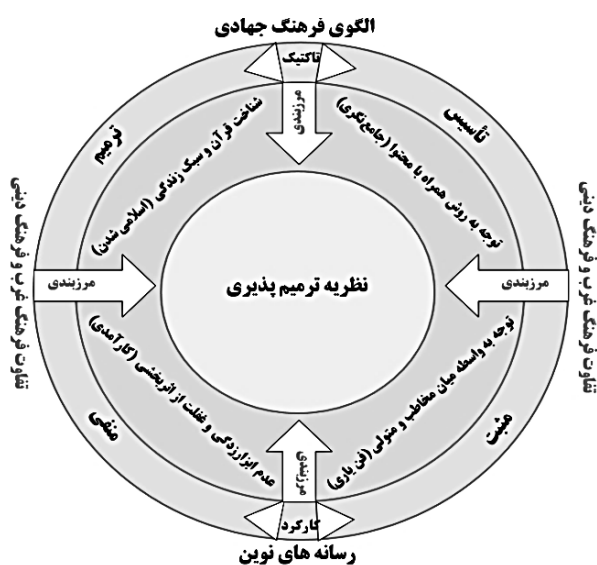 الگوی فرهنگ جهادی
تاکتیک
تأسیس
ترمیم
مرزبندی
توجه به روش همراه با محتوا (جامع‌نگری)
شناخت قرآن و سبک زندگی (اسلامی شدن)
تفاوت فرهنگ غرب و فرهنگ دینی
مرزبندی
نظریه ترمیم پذیری
مرزبندی
تفاوت فرهنگ غرب و فرهنگ دینی
توجه به واسطه میان مخاطب و متولی (فن یاری)
عدم ابزارزدگی و غفلت از اثربخشی (کارآمدی)
مثبت
منفی
مرزبندی
کارکرد
رسانه های نوین